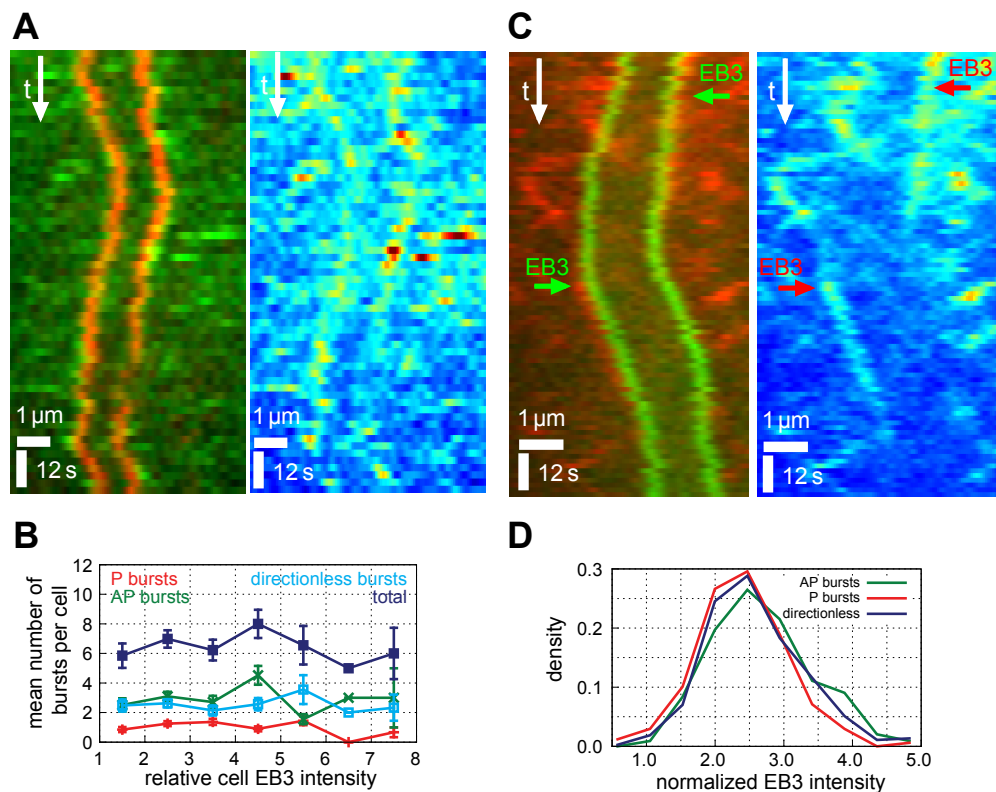 A
t
t
1 µm
12 s
1 µm
12 s
C
t
EB3
EB3
1 µm
12 s
t
EB3
EB3
1 µm
12 s
B
mean number of
bursts per cell
12
10
8
6
4
2
0
P bursts
AP bursts
directionless bursts
total
1 2 3 4 5 6 7 8
relative cell EB3 intensity
D
density
0.3
0.2
0.1
0.0
AP bursts
P bursts
directionless
1.0 2.0 3.0 4.0 5.0
normalized EB3 intensity